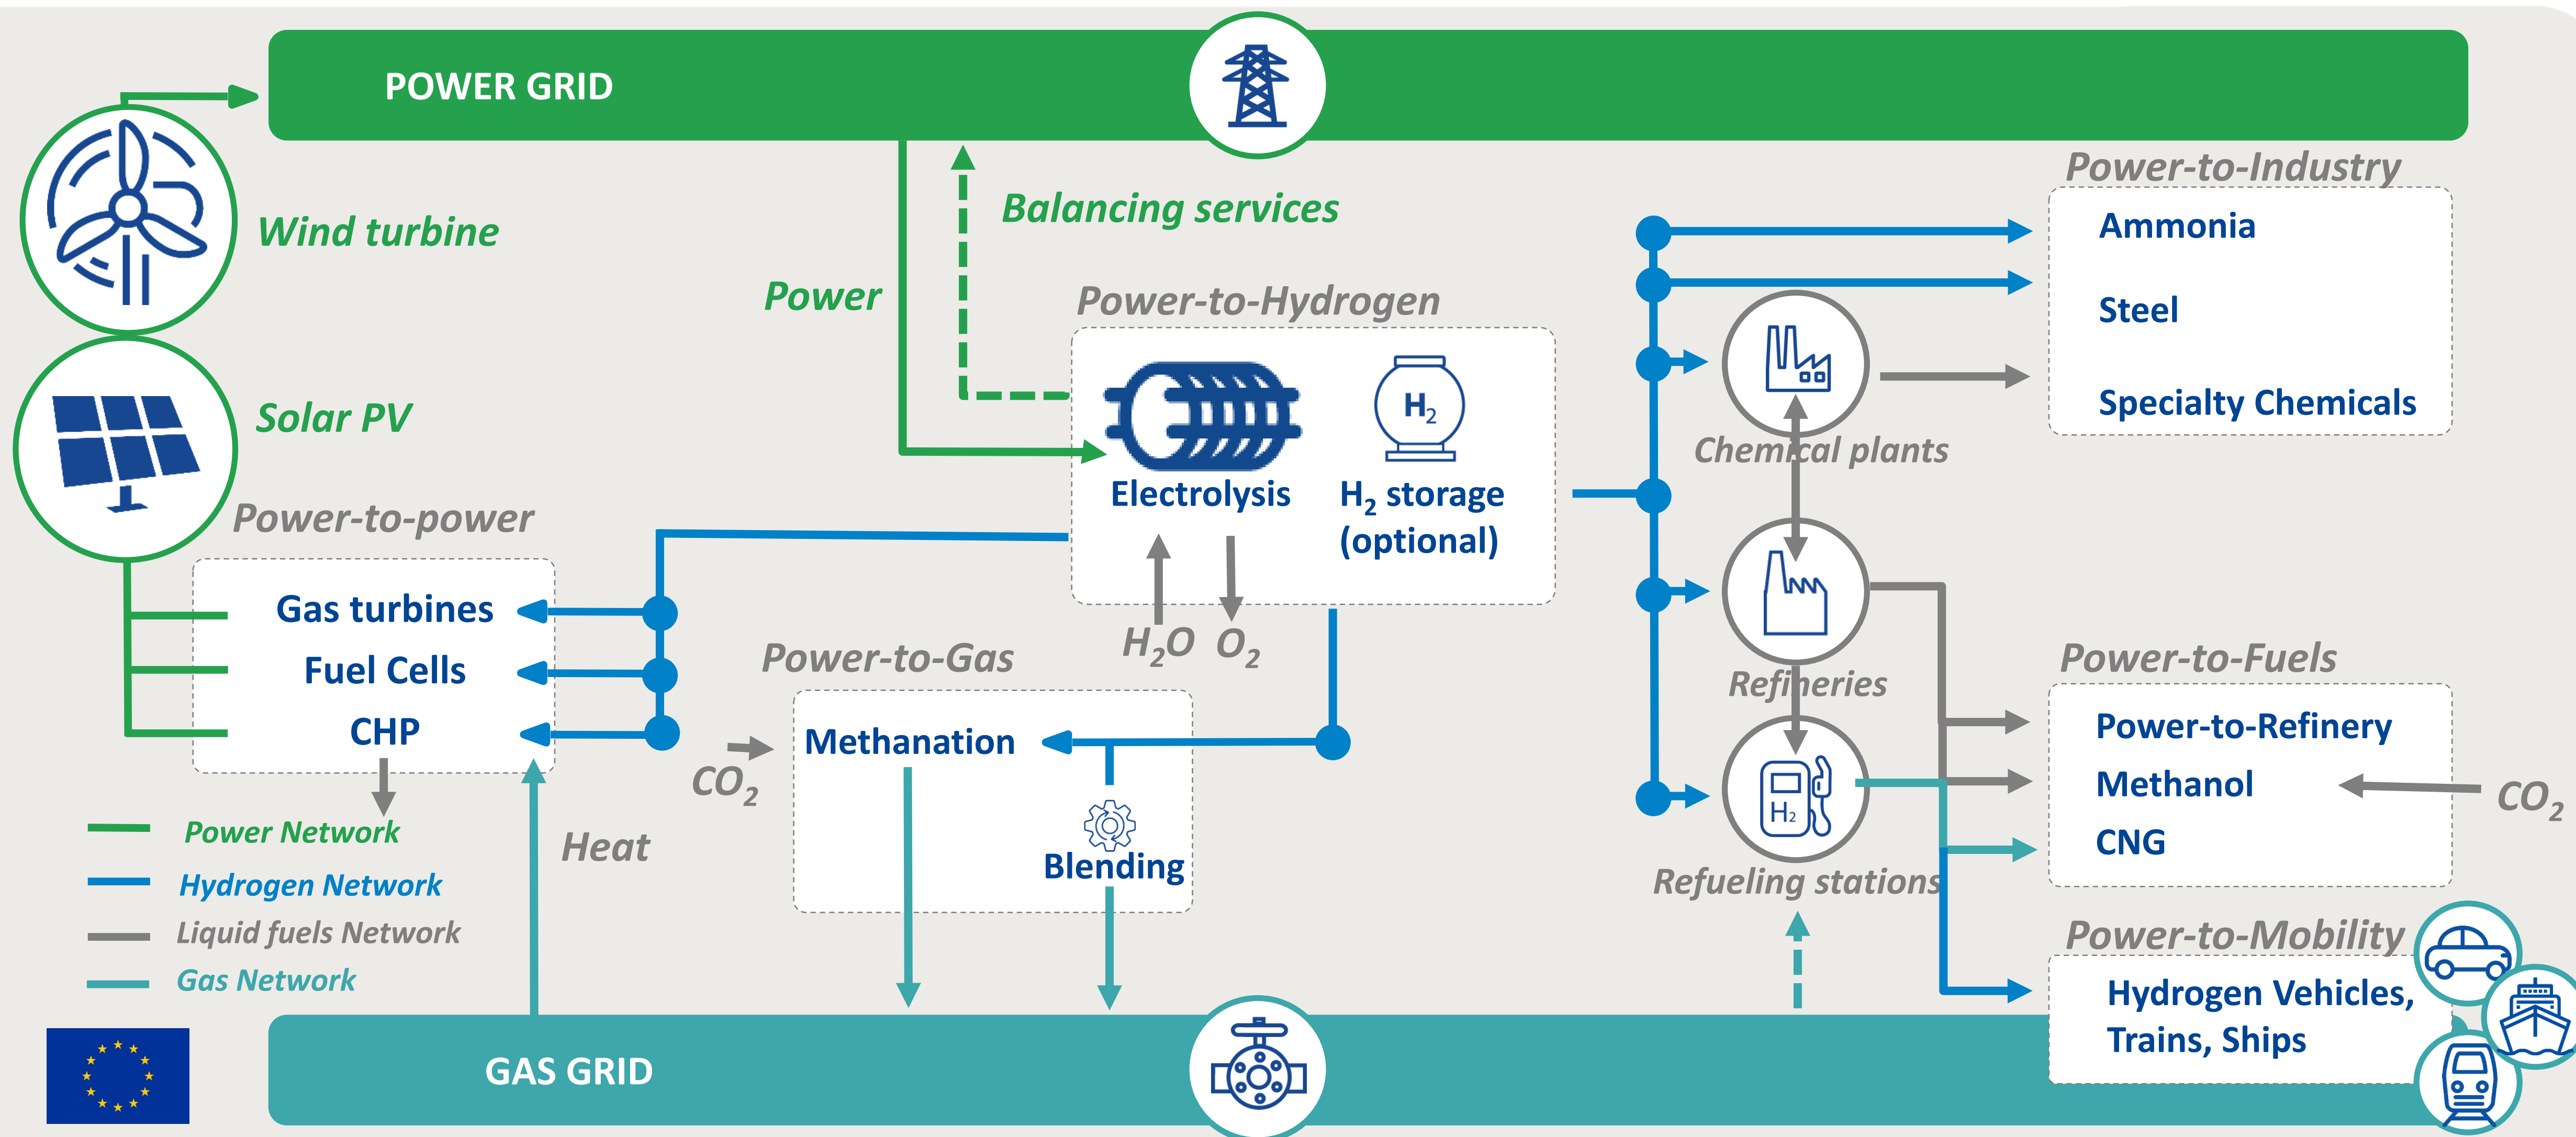 POWER GRID
Wind turbine
Solar PV
Power
Balancing services
Power-to-Hydrogen
H2
Electrolysis
H2 storage
(optional)
H2O
O2
Power-to-power
Gas turbines
Fuel Cells
CHP
Heat
Power-to-Gas
CO2
Methanation
Blending
Chemical plants
Refineries
H2
Refueling stations
Power-to-Industry
Ammonia
Steel
Specialty Chemicals
Power-to-Fuels
Power-to-Refinery
Methanol
CNG
CO2
Power-to-Mobility
Hydrogen Vehicles,
Trains, Ships
Power Network
Hydrogen Network
Liquid fuels Network
Gas Network
GAS GRID